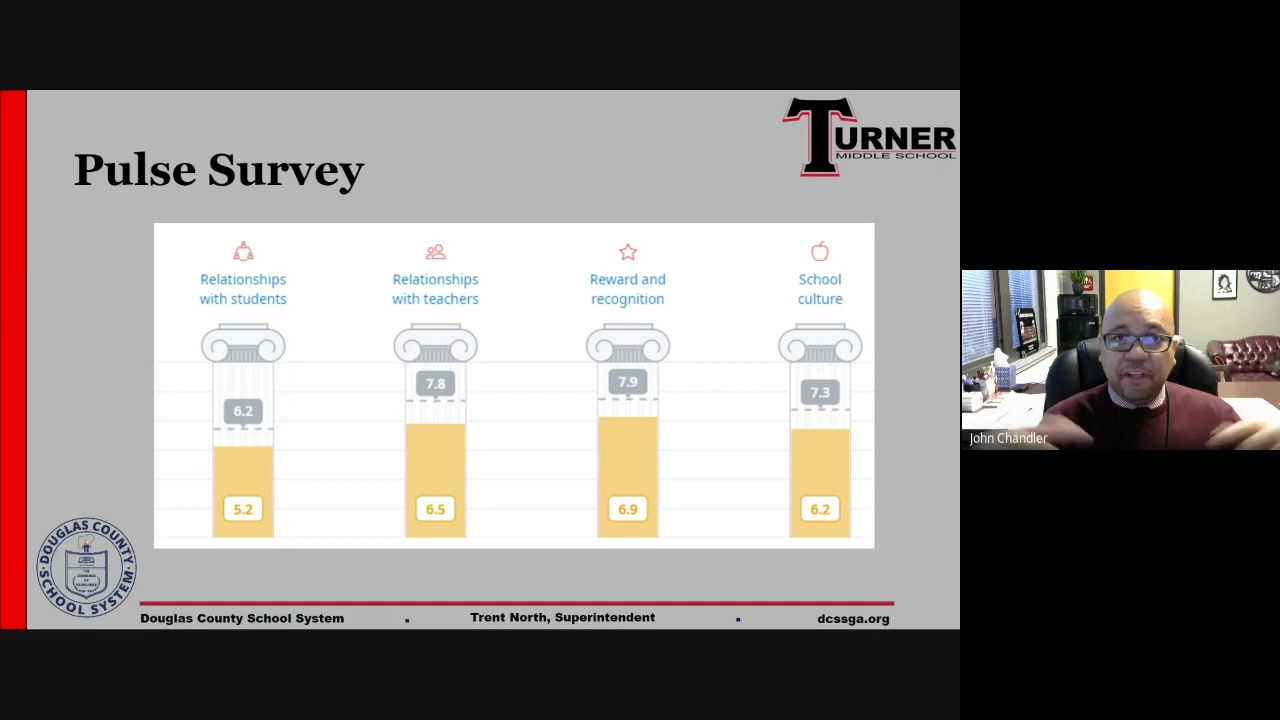 TURNER
MIDDLE SCHOOL
Pulse Survey
Relationships
with students
Relationships
with teachers
Reward and
recognition
School
culture
6.2
7.8
7.9
7.3
5.2
6.5
6.9
6.2
DOUGLAS COUNTY
SCHOOL SYSTEM
Douglas County School System
Trent North, Superintendent
dcssga.org
John Chandler